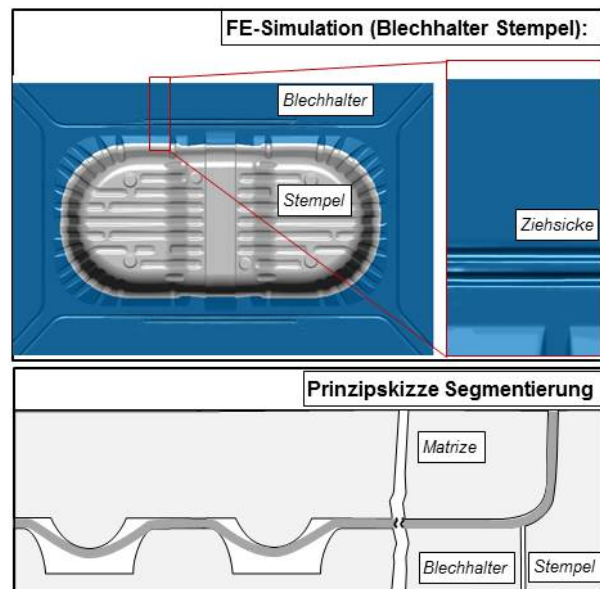 FE-Simulation (Blechhalter Stempel):
Blechhalter
Stempel
Ziehsicke
Prinzipskizze Segmentierung
Matrize
Blechhalter
Stempel